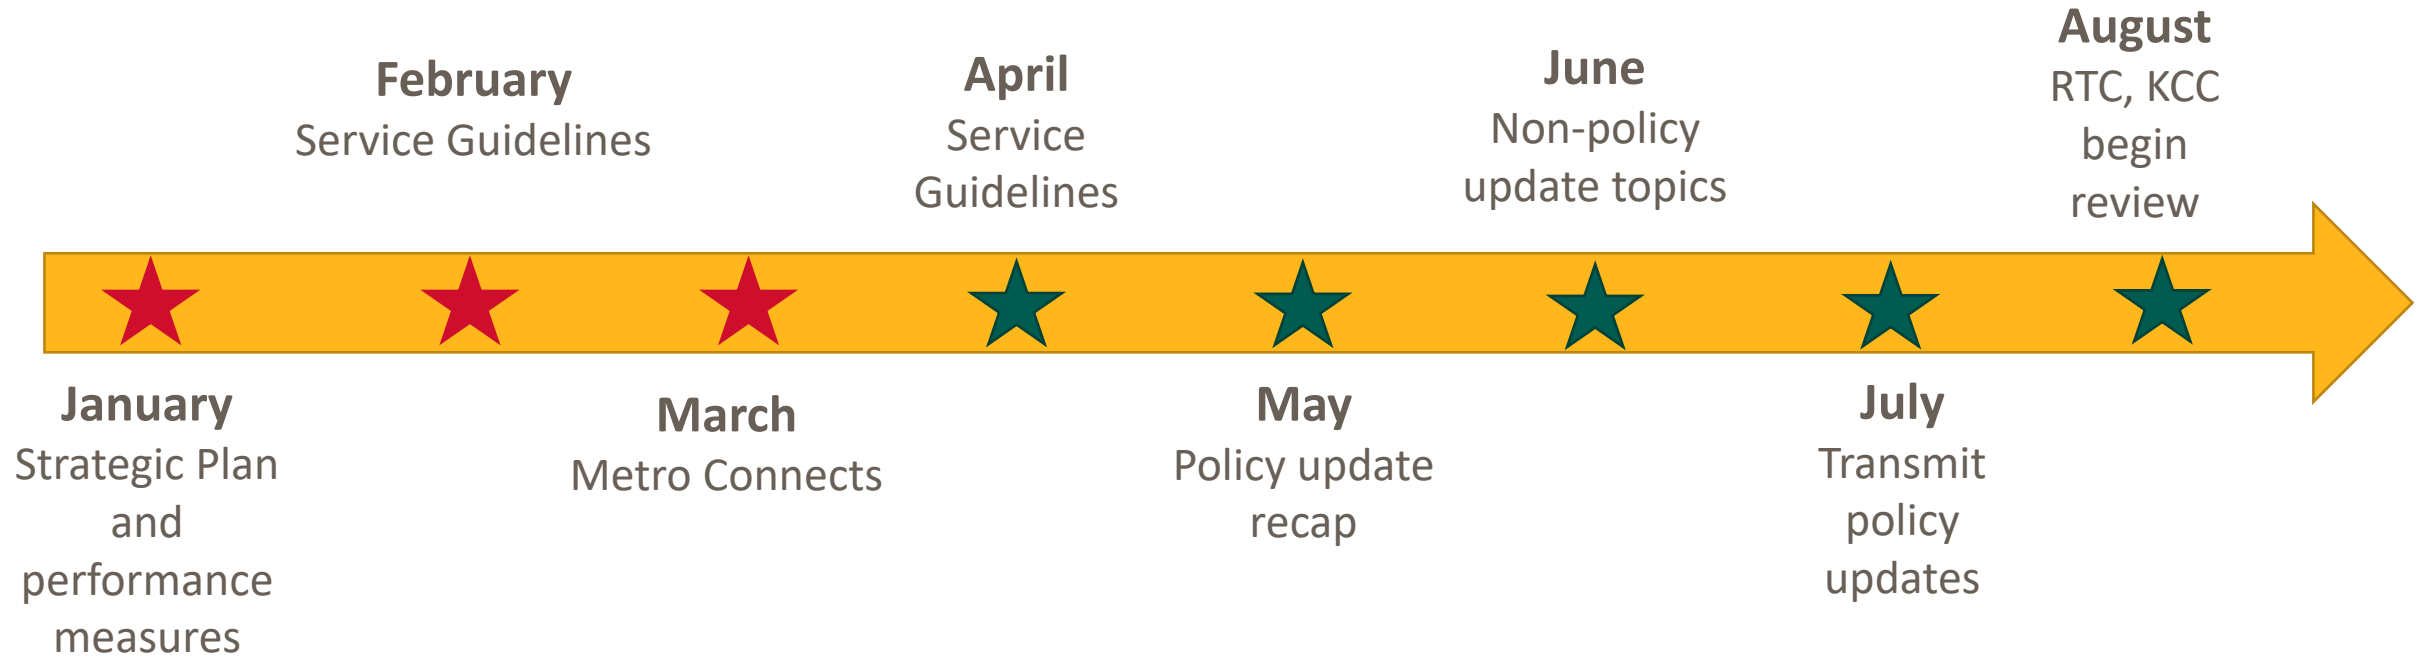 January
Strategic Plan
and
performance
measures
February
Service Guidelines
March
Metro Connects
April
Service
Guidelines
May
Policy update
recap
June
Non-policy
update topics
July
Transmit
policy
updates
August
RTC, KCC
begin
review